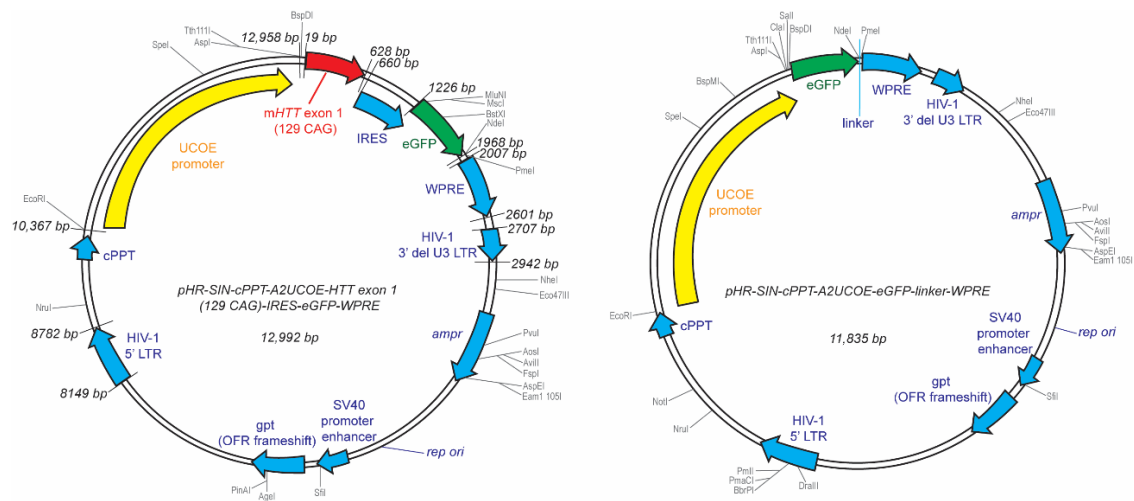 BspDI
12,958 bp
19 bp
Tth111I
AspI
SpeI
628 bp
660 bp
1226 bp
MluNI
MscI
BstXI
NdeI
1968 bp
2007 bp
PmeI
mHTT exon 1
(129 CAG)
IRES
eGFP
WPRE
UCOE
promoter
2601 bp
2707 bp
HIV-1
3' del U3 LTR
2942 bp
NheI
Eco47III
EcoRI
10,367 bp
cPPT
pHR-SIN-cPPT-A2UCOE-HTT exon 1
(129 CAG)-IRES-eGFP-WPRE
12,992 bp
NruI
8782 bp
HIV-1
5' LTR
8149 bp
ampr
PvuI
AosI
AviII
FspI
AspEI
Eam1 105I
SV40
promoter
enhancer
gpt
(OFR frameshift)
rep ori
PinAI
AgeI
SfiI
SalI
ClaI
BspDI
Tth111I
AspI
NdeI
PmeI
BspMI
SpeI
eGFP
linker
WPRE
HIV-1
3' del U3 LTR
NheI
Eco47III
UCOE
promoter
ampr
PvuI
AosI
AviII
FspI
AspEI
Eam1 105I
EcoRI
cPPT
pHR-SIN-cPPT-A2UCOE-eGFP-linker-WPRE
11,835 bp
SV40
promoter
enhancer
rep ori
SfiI
gpt
(OFR frameshift)
NotI
NruI
HIV-1
5' LTR
PmlI
PmaCI
BbrPI
DraIII